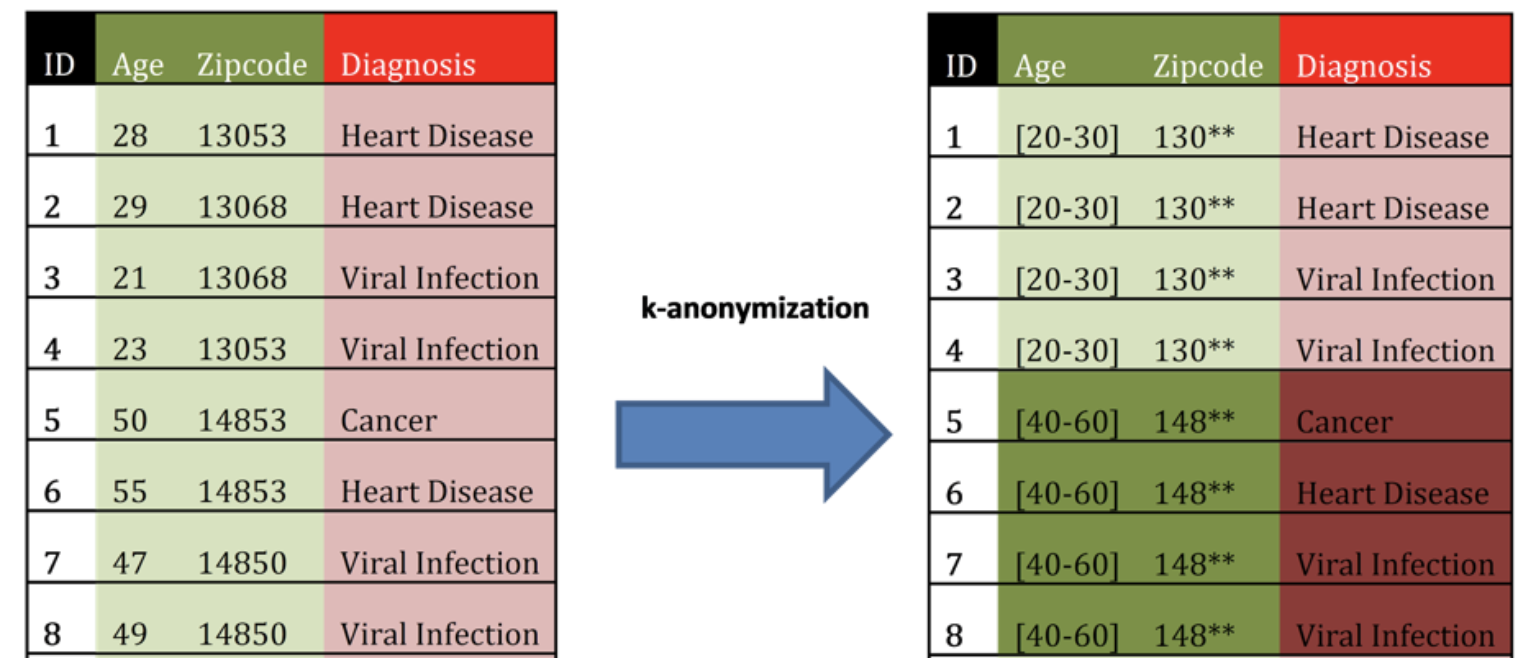 ID Age Zipcode Diagnosis
1 28 13053 Heart Disease
2 29 13068 Heart Disease
3 21 13068 Viral Infection
4 23 13053 Viral Infection
5 50 14853 Cancer
6 55 14853 Heart Disease
7 47 14850 Viral Infection
8 49 14850 Viral Infection
k-anonymization
ID Age Zipcode Diagnosis
1 [20-30] 130** Heart Disease
2 [20-30] 130** Heart Disease
3 [20-30] 130** Viral Infection
4 [20-30] 130** Viral Infection
5 [40-60] 148** Cancer
6 [40-60] 148** Heart Disease
7 [40-60] 148** Viral Infection
8 [40-60] 148** Viral Infection